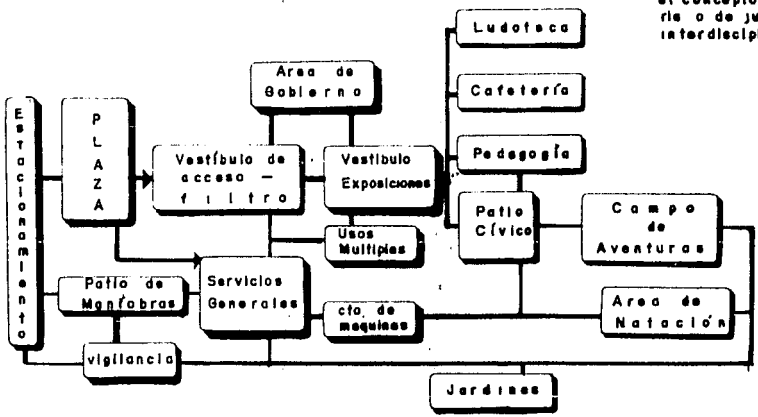 el concepto
rie o de ju
interdiscipl
Ludoteca
Area de
Gobierno
Cafetería
Estacionamiento
PLAZA
Vestíbulo de
acceso —
filtro
Vestíbulo
Exposiciones
Pedagogía
Patio
Cívico
Campo
de
Aventuras
Usos
Multiples
Patio de
Maniobras
Servicios
Generales
cto. de
maquinas
Area de
Natación
vigilancia
Jardines